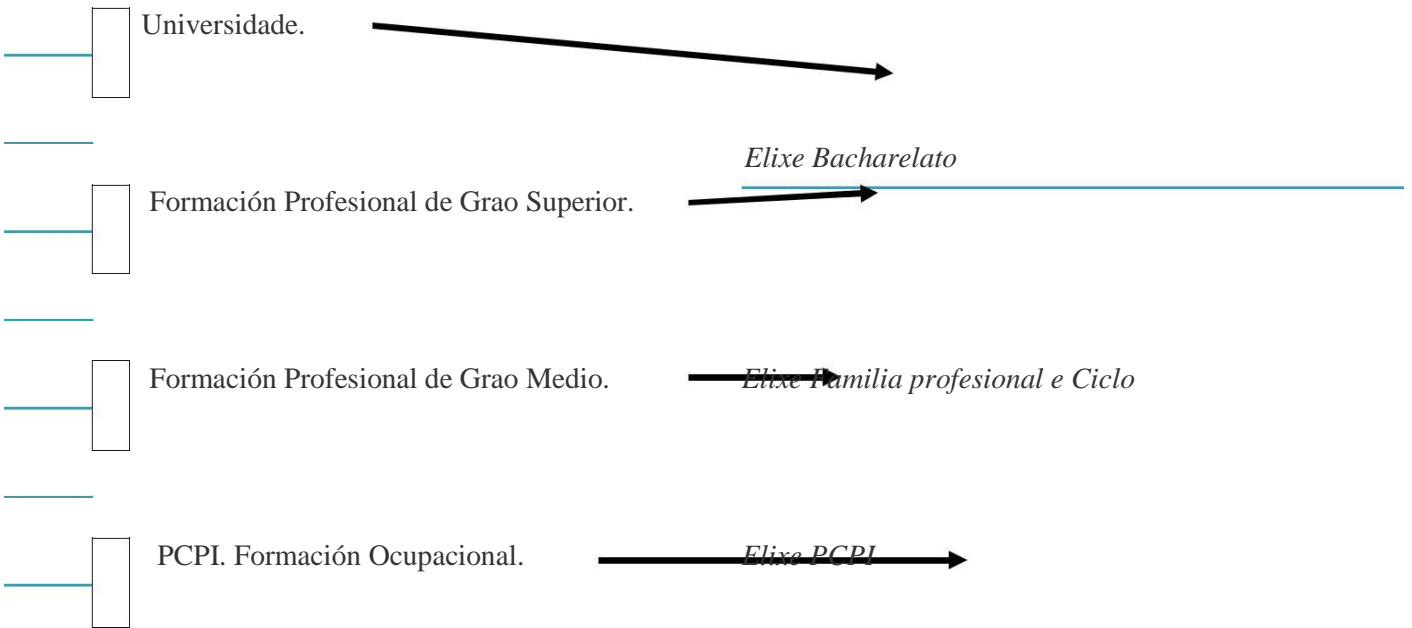 Universidade.
Elixe Bacharelato
Formación Profesional de Grao Superior.
Formación Profesional de Grao Medio. Elixe Familia profesional e Ciclo
PCPI. Formación Ocupacional. Elixe PCPI